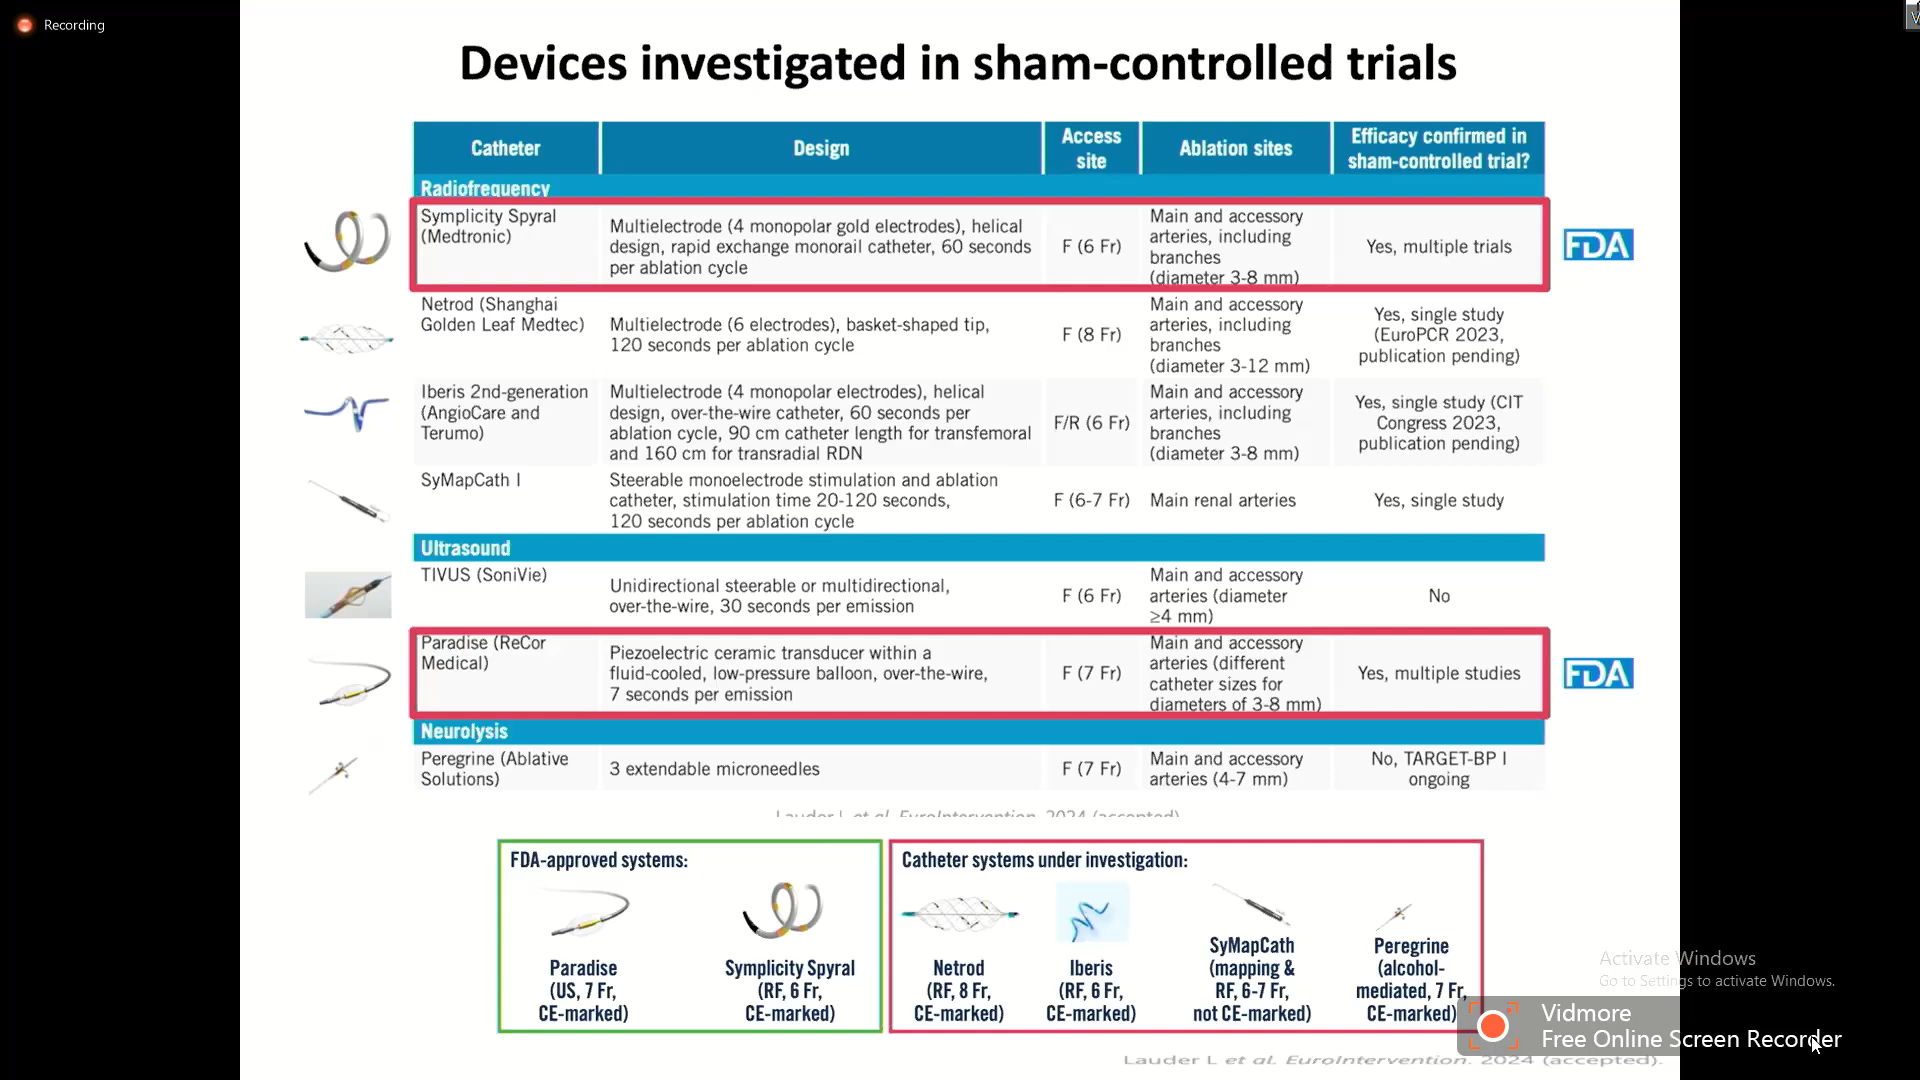 Recording
Devices investigated in sham-controlled trials
Catheter
Design
Access
site
Ablation sites
Efficacy confirmed in
sham-controlled trial?
Radiofrequency
Symplicity Spyral
(Medtronic)
Multielectrode (4 monopolar gold electrodes), helical
design, rapid exchange monorail catheter, 60 seconds
per ablation cycle
F (6 Fr)
Main and accessory
arteries, including
branches
(diameter 3-8 mm)
Yes, multiple trials
FDA
Netrod (Shanghai
Golden Leaf Medtec)
Multielectrode (6 electrodes), basket-shaped tip,
120 seconds per ablation cycle
F (8 Fr)
Main and accessory
arteries, including
branches
(diameter 3-12 mm)
Yes, single study
(EuroPCR 2023,
publication pending)
Iberis 2nd-generation
(AngioCare and
Terumo)
Multielectrode (4 monopolar electrodes), helical
design, over-the-wire catheter, 60 seconds per
ablation cycle, 90 cm catheter length for transfemoral
and 160 cm for transradial RDN
F/R (6 Fr)
Main and accessory
arteries, including
branches
(diameter 3-8 mm)
Yes, single study (CIT
Congress 2023,
publication pending)
SyMapCath I
Steerable monoelectrode stimulation and ablation
catheter, stimulation time 20-120 seconds,
120 seconds per ablation cycle
F (6-7 Fr)
Main renal arteries
Yes, single study
Ultrasound
TIVUS (SoniVie)
Unidirectional steerable or multidirectional,
over-the-wire, 30 seconds per emission
F (6 Fr)
Main and accessory
arteries (diameter
≥4 mm)
No
Paradise (ReCor
Medical)
Piezoelectric ceramic transducer within a
fluid-cooled, low-pressure balloon, over-the-wire,
7 seconds per emission
F (7 Fr)
Main and accessory
arteries (different
catheter sizes for
diameters of 3-8 mm)
Yes, multiple studies
FDA
Neurolysis
Peregrine (Ablative
Solutions)
3 extendable microneedles
F (7 Fr)
Main and accessory
arteries (4-7 mm)
No, TARGET-BP I
ongoing
Lauder L et al. EuroIntervention. 2024 (accepted).
FDA-approved systems:
Paradise
(US, 7 Fr,
CE-marked)
Symplicity Spyral
(RF, 6 Fr,
CE-marked)
Catheter systems under investigation:
Netrod
(RF, 8 Fr,
CE-marked)
Iberis
(RF, 6 Fr,
CE-marked)
SyMapCath
(mapping &
RF, 6-7 Fr,
not CE-marked)
Peregrine
(alcohol-
mediated, 7 Fr,
CE-marked)
Activate Windows
Go to Settings to activate Windows.
Vidmore
Free Online Screen Recorder
Lauder L et al. EuroIntervention. 2024 (accepted).